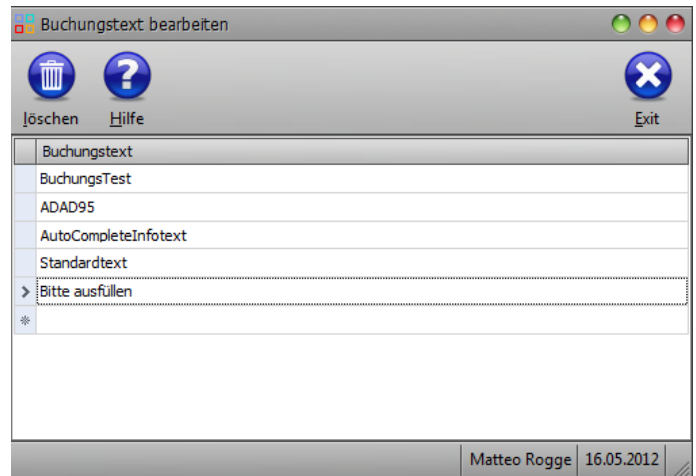 Buchungstext bearbeiten
löschen Hilfe Exit
Buchungstext
BuchungsTest
ADAD95
AutoCompleteInfotext
Standardtext
Bitte ausfüllen
Matteo Rogge 16.05.2012